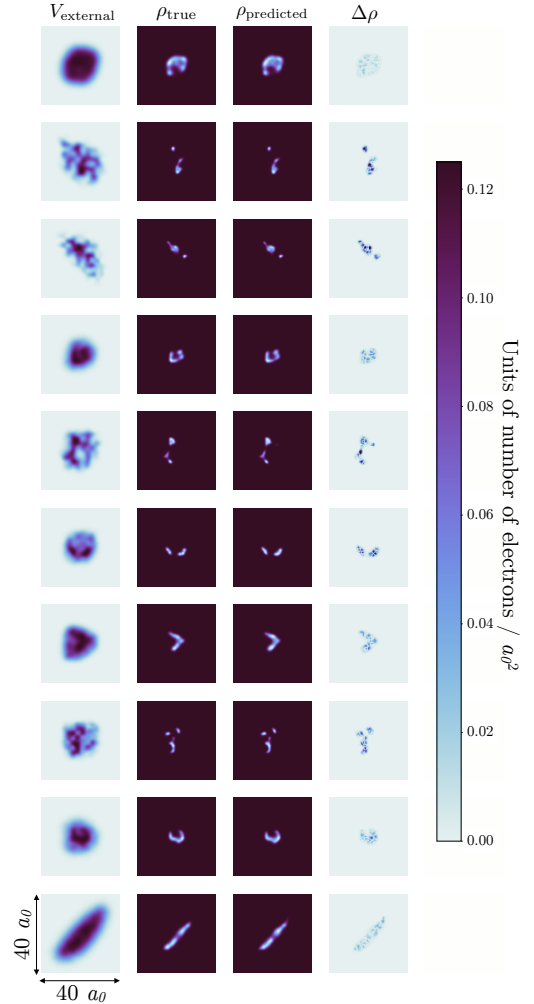 V_external ρ_true ρ_predicted Δρ
0.12
0.10
0.08
0.06
0.04
0.02
0.00
Units of number of electrons / a_0^2
40 a_0
40 a_0